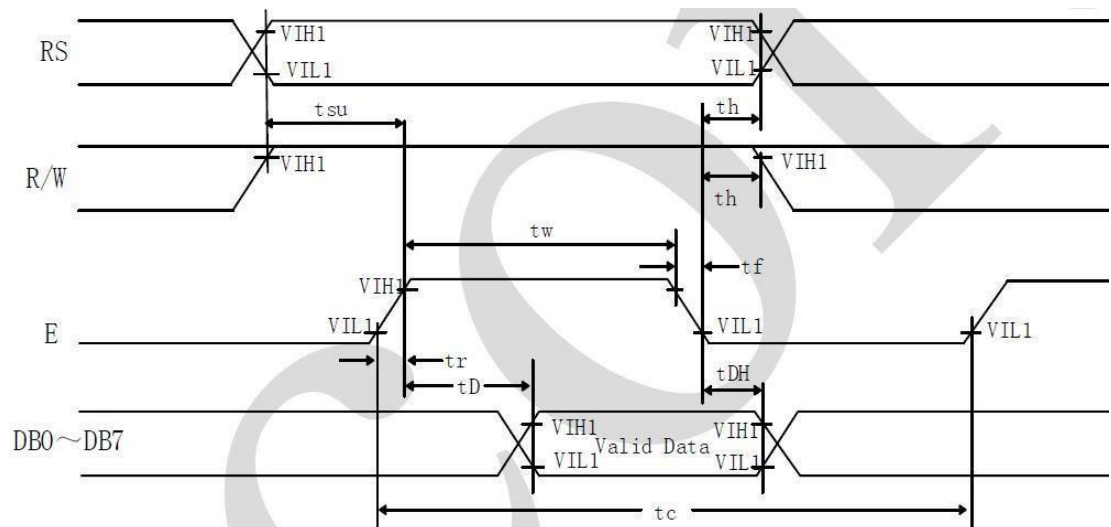 RS
VIH1
VIL1
VIH1
VIL1
tsu
th
R/W
VIH1
VIH1
th
tw
tf
E
VIH1
VIL1
VIL1
VIL1
tr
tD
tDH
DB0～DB7
VIH1
VIL1
Valid Data
VIH1
VIL1
tc